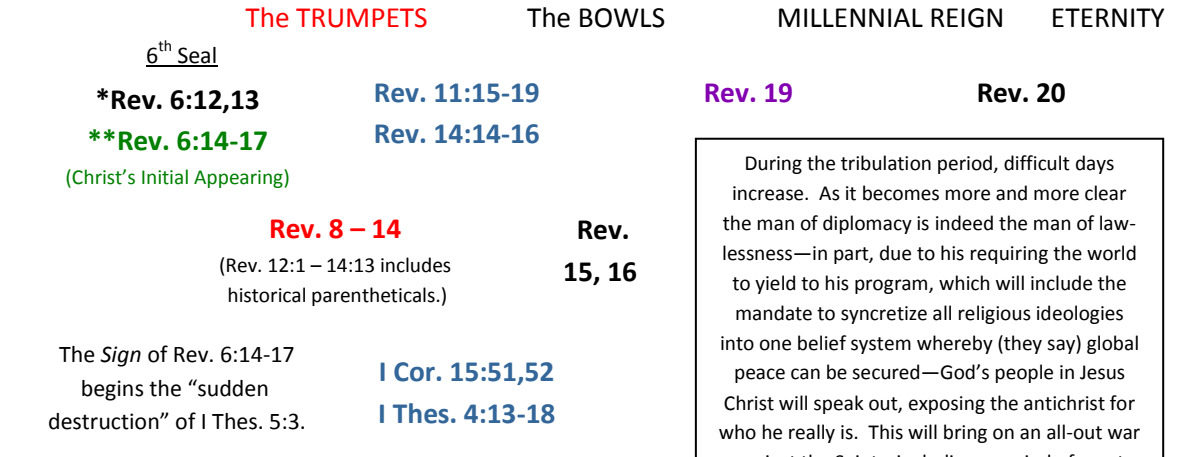 The TRUMPETS The BOWLS MILLENNIAL REIGN ETERNITY
6th Seal
*Rev. 6:12,13 Rev. 11:15-19 Rev. 19 Rev. 20
**Rev. 6:14-17 Rev. 14:14-16
(Christ's Initial Appearing)
Rev. 8 – 14
(Rev. 12:1 – 14:13 includes
historical parentheticals.)
Rev.
15, 16
The Sign of Rev. 6:14-17
begins the “sudden
destruction” of I Thes. 5:3.
I Cor. 15:51,52
I Thes. 4:13-18
During the tribulation period, difficult days
increase. As it becomes more and more clear
the man of diplomacy is indeed the man of law-
lessness—in part, due to his requiring the world
to yield to his program, which will include the
mandate to syncretize all religious ideologies
into one belief system whereby (they say) global
peace can be secured—God’s people in Jesus
Christ will speak out, exposing the antichrist for
who he really is. This will bring on an all-out war